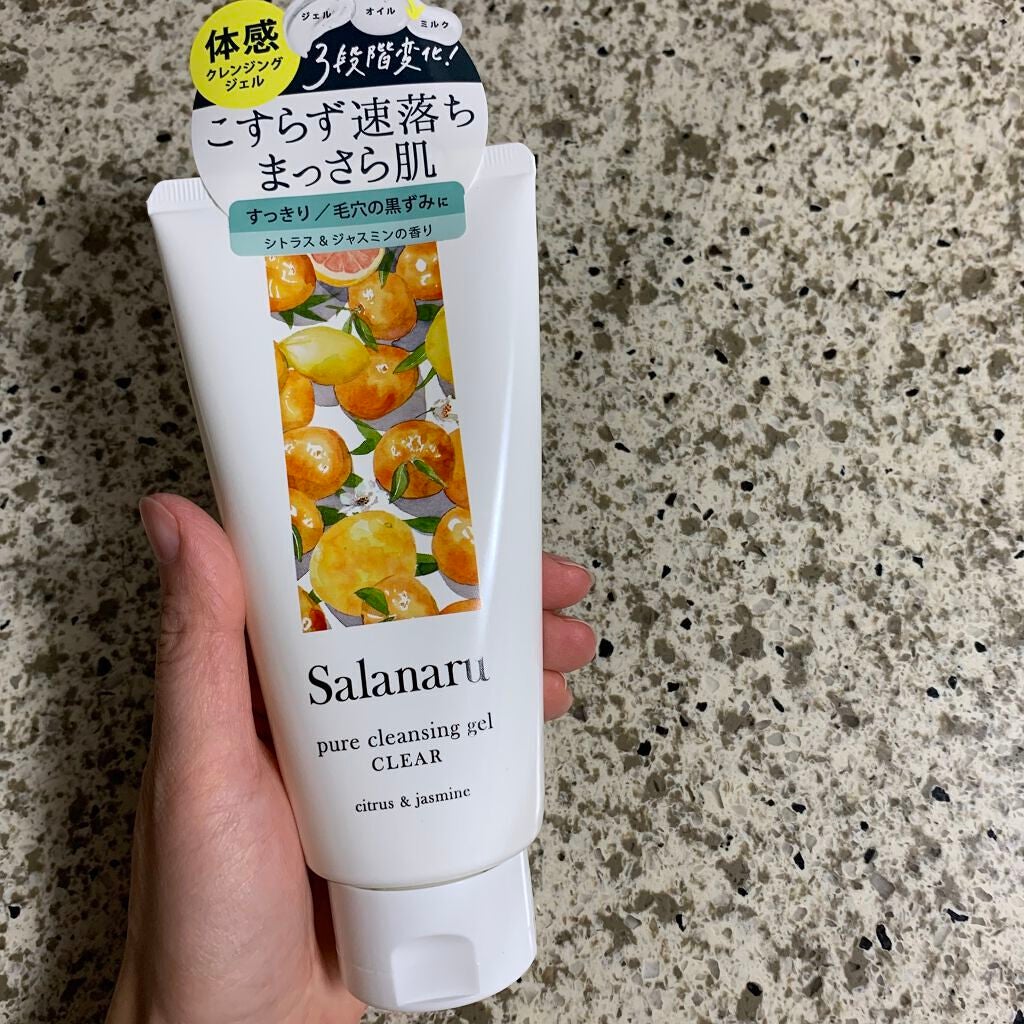 ジェル
オイル
ミルク
体感
クレンジング
ジェル
3段階変化!
こすらず速落ち
まっさら肌
すっきり/毛穴の黒ずみに
シトラス&ジャスミンの香り
Salanaru
pure cleansing gel
CLEAR
citrus & jasmine